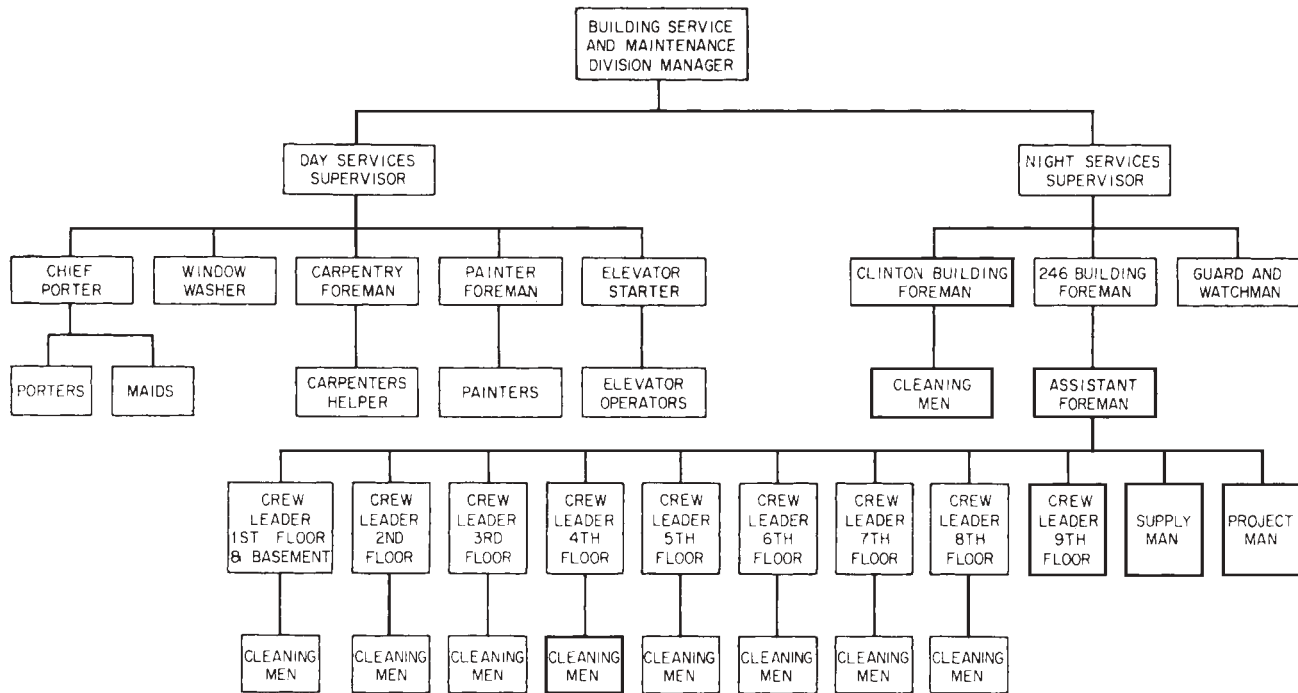 BUILDING SERVICE
AND MAINTENANCE
DIVISION MANAGER
DAY SERVICES
SUPERVISOR
NIGHT SERVICES
SUPERVISOR
CHIEF
PORTER
WINDOW
WASHER
CARPENTRY
FOREMAN
PAINTER
FOREMAN
ELEVATOR
STARTER
CLINTON BUILDING
FOREMAN
246 BUILDING
FOREMAN
GUARD AND
WATCHMAN
PORTERS
MAIDS
CARPENTERS
HELPER
PAINTERS
ELEVATOR
OPERATORS
CLEANING
MEN
ASSISTANT
FOREMAN
CREW
LEADER
1ST FLOOR
& BASEMENT
CREW
LEADER
2ND
FLOOR
CREW
LEADER
3RD
FLOOR
CREW
LEADER
4TH
FLOOR
CREW
LEADER
5TH
FLOOR
CREW
LEADER
6TH
FLOOR
CREW
LEADER
7TH
FLOOR
CREW
LEADER
8TH
FLOOR
CREW
LEADER
9TH
FLOOR
SUPPLY
MAN
PROJECT
MAN
CLEANING
MEN
CLEANING
MEN
CLEANING
MEN
CLEANING
MEN
CLEANING
MEN
CLEANING
MEN
CLEANING
MEN
CLEANING
MEN